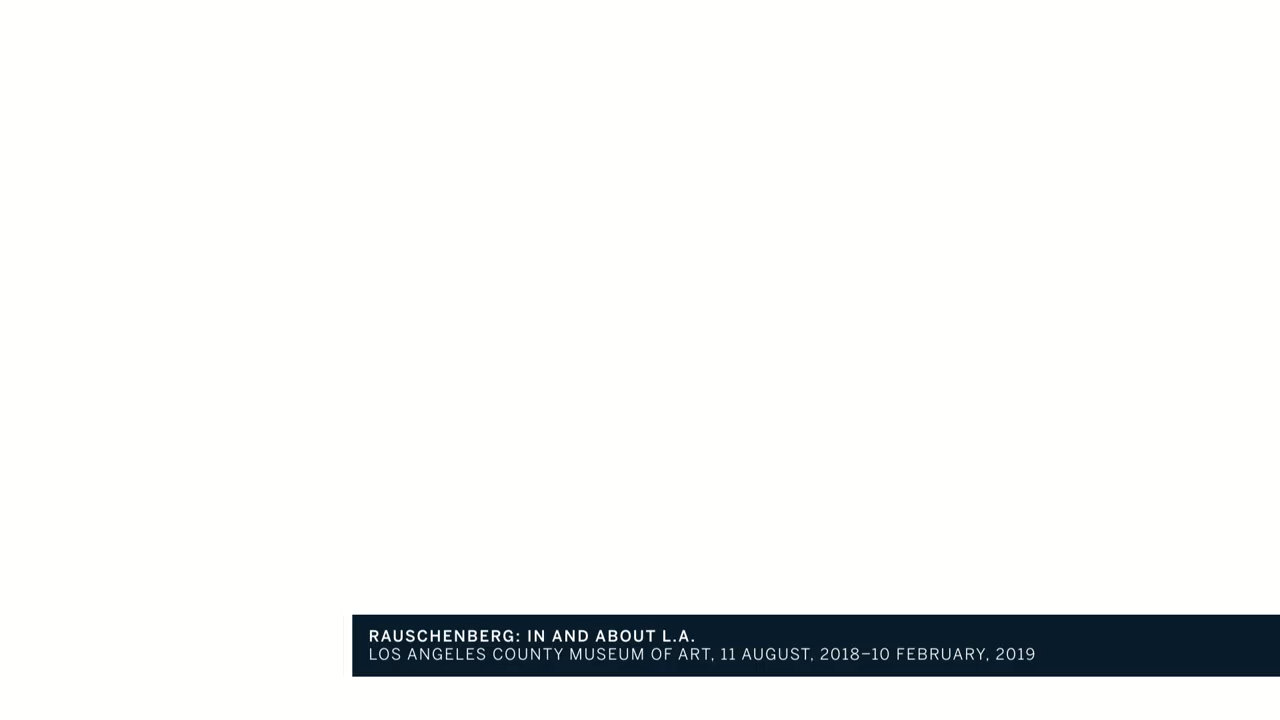 RAUSCHENBERG: IN AND ABOUT L.A.
LOS ANGELES COUNTY MUSEUM OF ART, 11 AUGUST, 2018–10 FEBRUARY, 2019